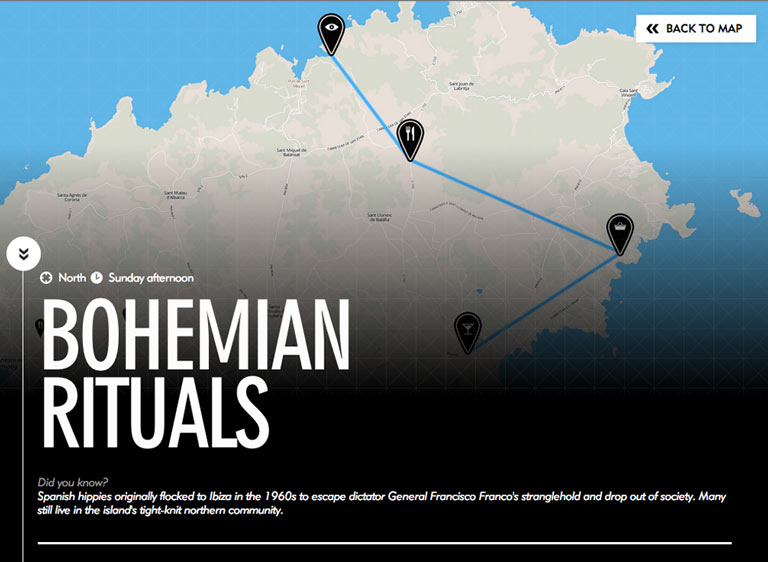 BACK TO MAP
Sant Joan de
Labritja
Cala Sant
Vincent
Sant Miquel de
Balansat
Santa Agnès de
Corona
Sant Mateu
d'Albarca
Sant Llorenç
de Balàfia
North Sunday afternoon
BOHEMIAN
RITUALS
Did you know?
Spanish hippies originally flocked to Ibiza in the 1960s to escape dictator General Francisco Franco's stranglehold and drop out of society. Many
still live in the island's tight-knit northern community.